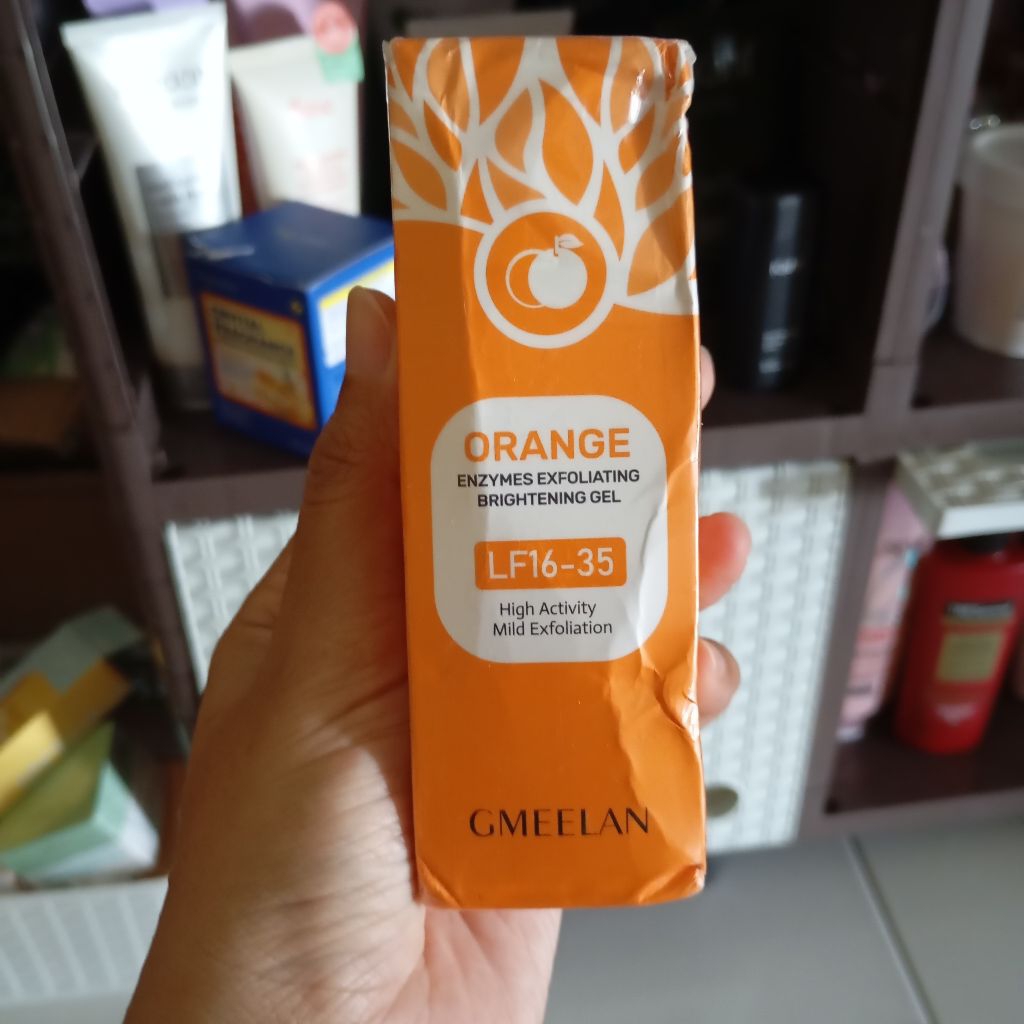 ORANGE
ENZYMES EXFOLIATING
BRIGHTENING GEL
LF16-35
High Activity
Mild Exfoliation
GMEELAN